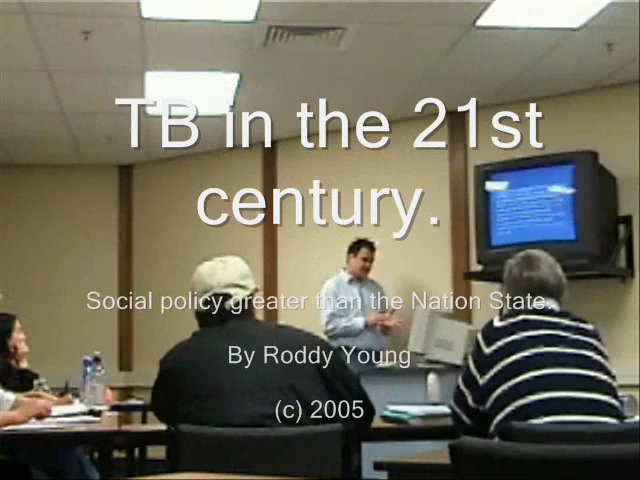 TB in the 21st
century.
Social policy greater than the Nation State.
By Roddy Young
(c) 2005